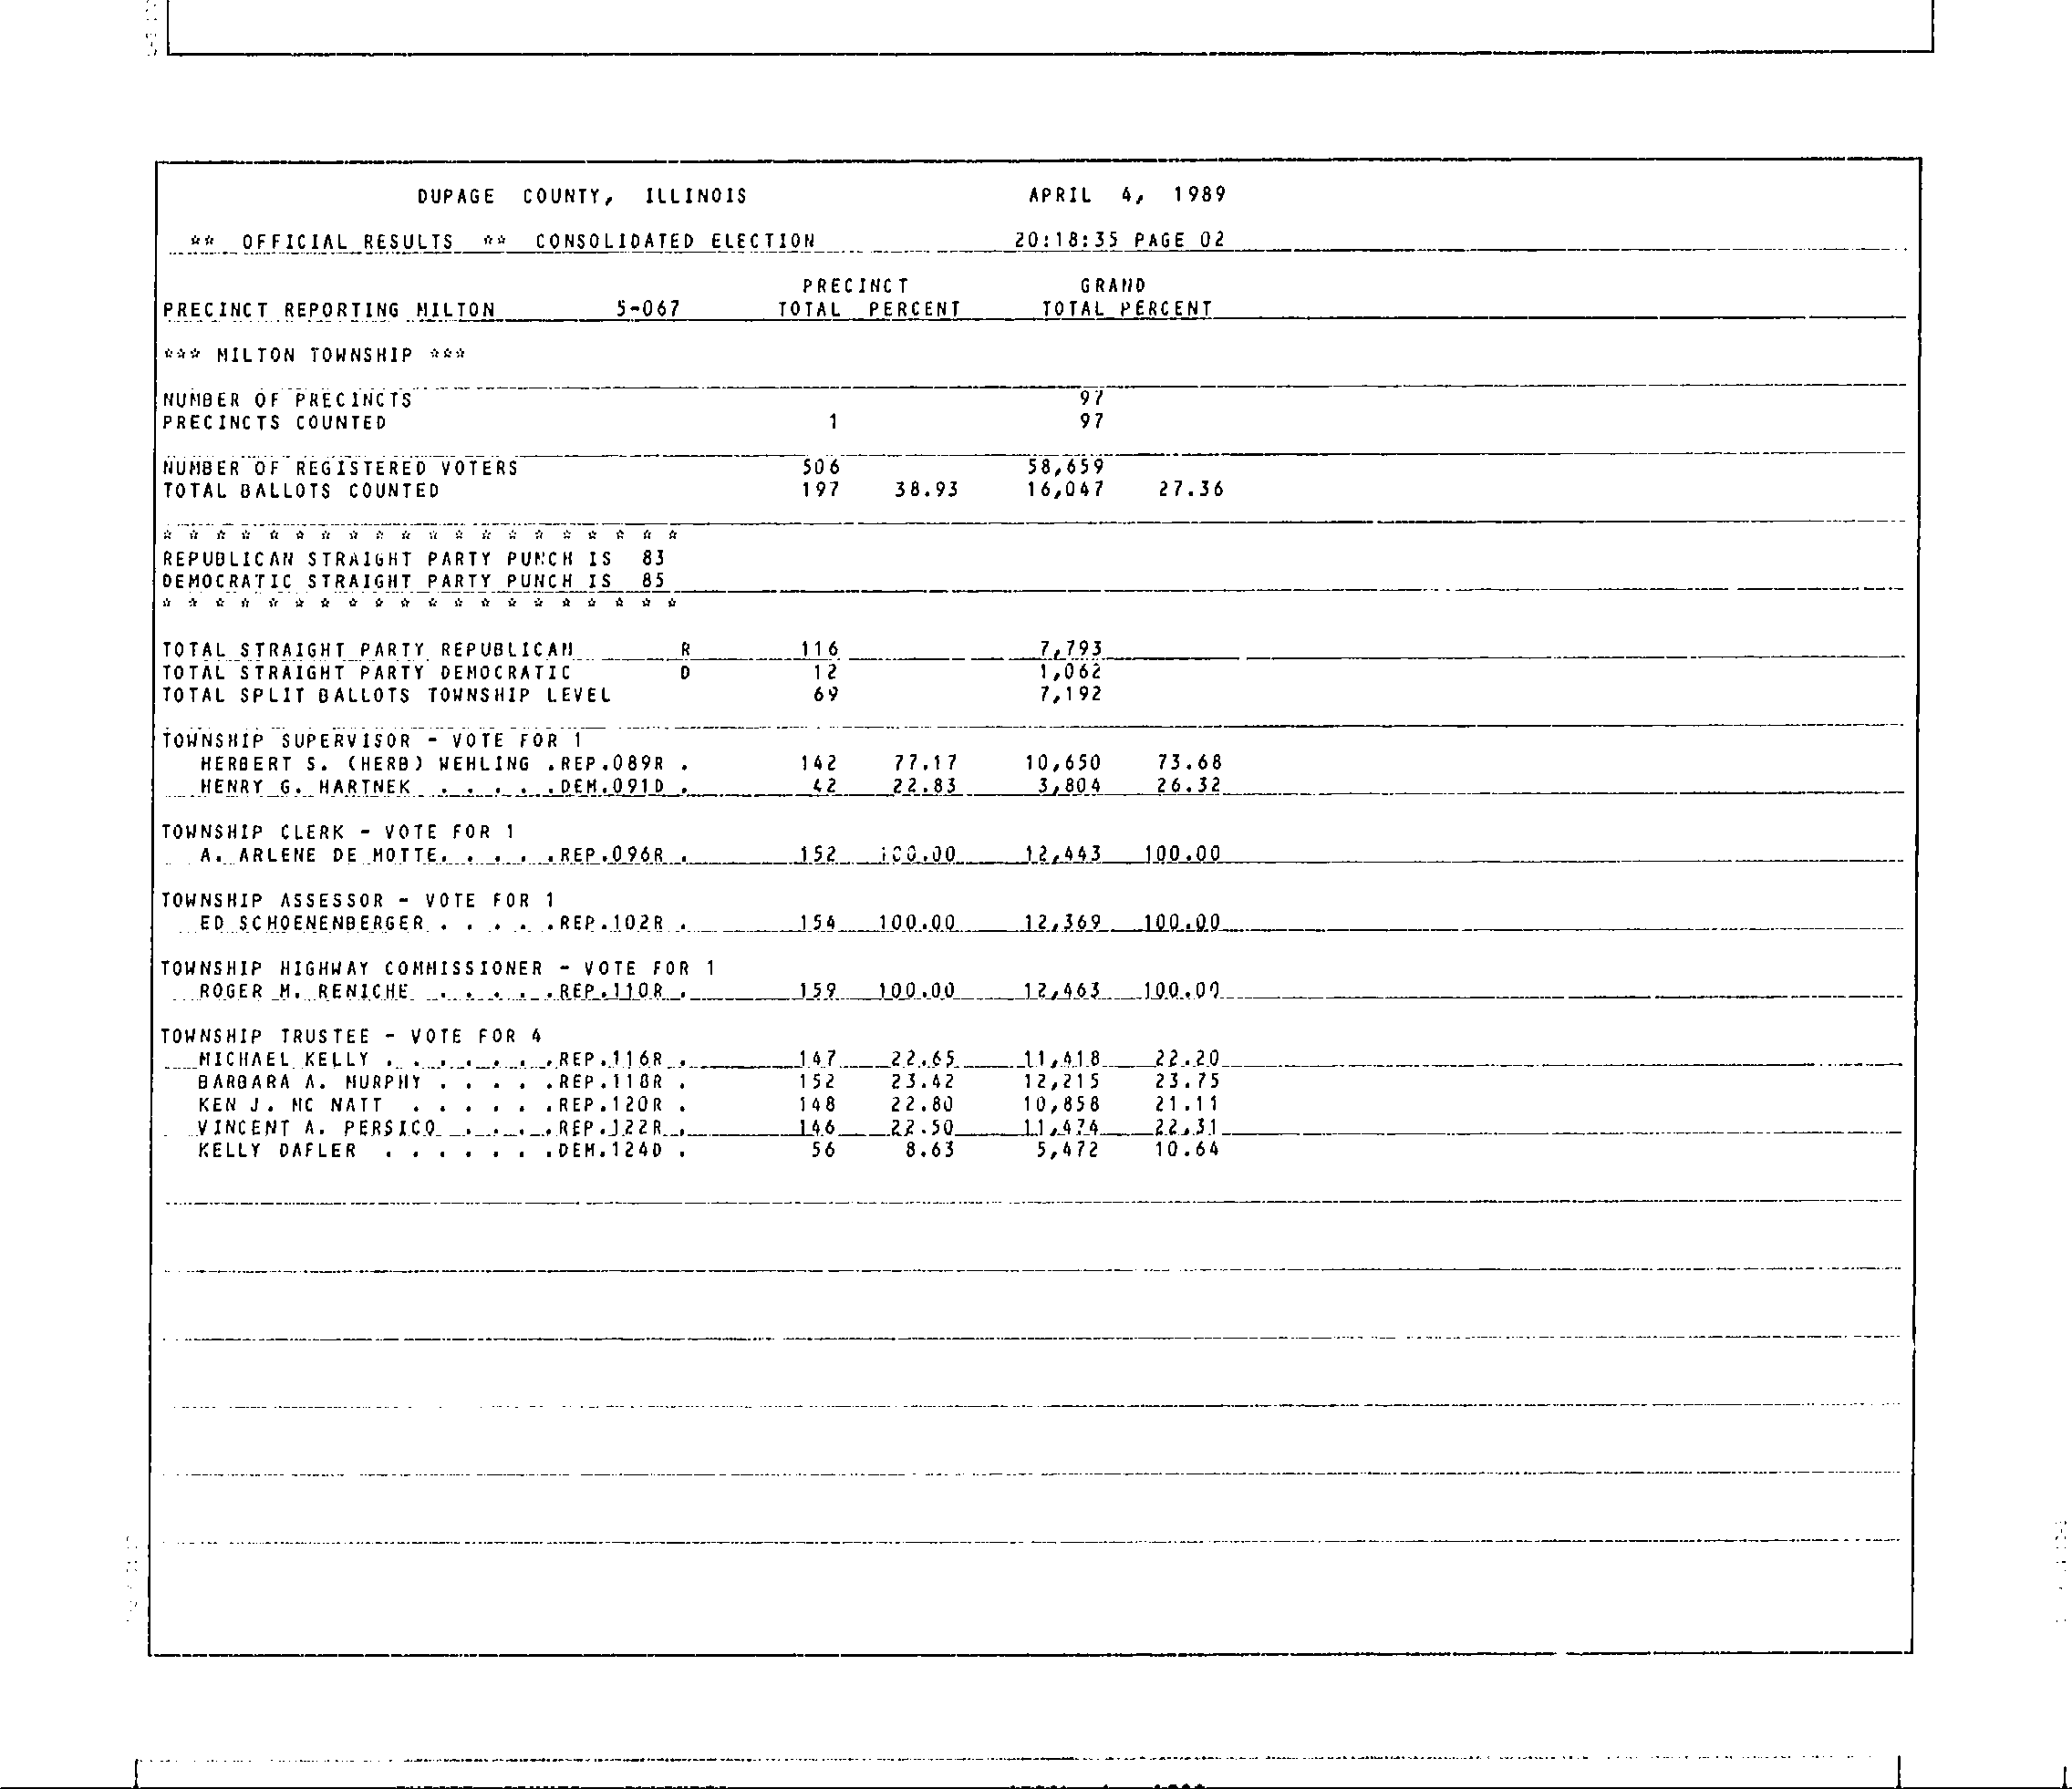 DUPAGE COUNTY, ILLINOIS APRIL 4, 1989
** OFFICIAL RESULTS ** CONSOLIDATED ELECTION 20:18:35 PAGE 02
PRECINCT GRAND
PRECINCT REPORTING MILTON 5-067 TOTAL PERCENT TOTAL PERCENT
*** MILTON TOWNSHIP ***
NUMBER OF PRECINCTS 97
PRECINCTS COUNTED 1 97
NUMBER OF REGISTERED VOTERS 506 58,659
TOTAL BALLOTS COUNTED 197 38.93 16,047 27.36
* * * * * * * * * * * * * * * * * * * *
REPUBLICAN STRAIGHT PARTY PUNCH IS 83
DEMOCRATIC STRAIGHT PARTY PUNCH IS 85
* * * * * * * * * * * * * * * * * * * *
TOTAL STRAIGHT PARTY REPUBLICAN R 116 7,793
TOTAL STRAIGHT PARTY DEMOCRATIC D 12 1,062
TOTAL SPLIT BALLOTS TOWNSHIP LEVEL 69 7,192
TOWNSHIP SUPERVISOR - VOTE FOR 1
HERBERT S. (HERB) WEHLING .REP.089R . 142 77.17 10,650 73.68
HENRY G. HARTNEK . . . . .DEM.091D . 42 22.83 3,804 26.32
TOWNSHIP CLERK - VOTE FOR 1
A. ARLENE DE MOTTE. . . . .REP.096R . 152 100.00 12,443 100.00
TOWNSHIP ASSESSOR - VOTE FOR 1
ED SCHOENENBERGER . . . . .REP.102R . 154 100.00 12,369 100.00
TOWNSHIP HIGHWAY COMMISSIONER - VOTE FOR 1
ROGER M. RENICHE . . . . .REP.110R . 159 100.00 12,463 100.00
TOWNSHIP TRUSTEE - VOTE FOR 4
MICHAEL KELLY . . . . . . .REP.116R . 147 22.65 11,418 22.20
BARBARA A. MURPHY . . . . .REP.118R . 152 23.42 12,215 23.75
KEN J. MC NATT . . . . . .REP.120R . 148 22.80 10,858 21.11
VINCENT A. PERSICO . . . .REP.122R . 146 22.50 11,474 22.31
KELLY DAFLER . . . . . . .DEM.124D . 56 8.63 5,472 10.64